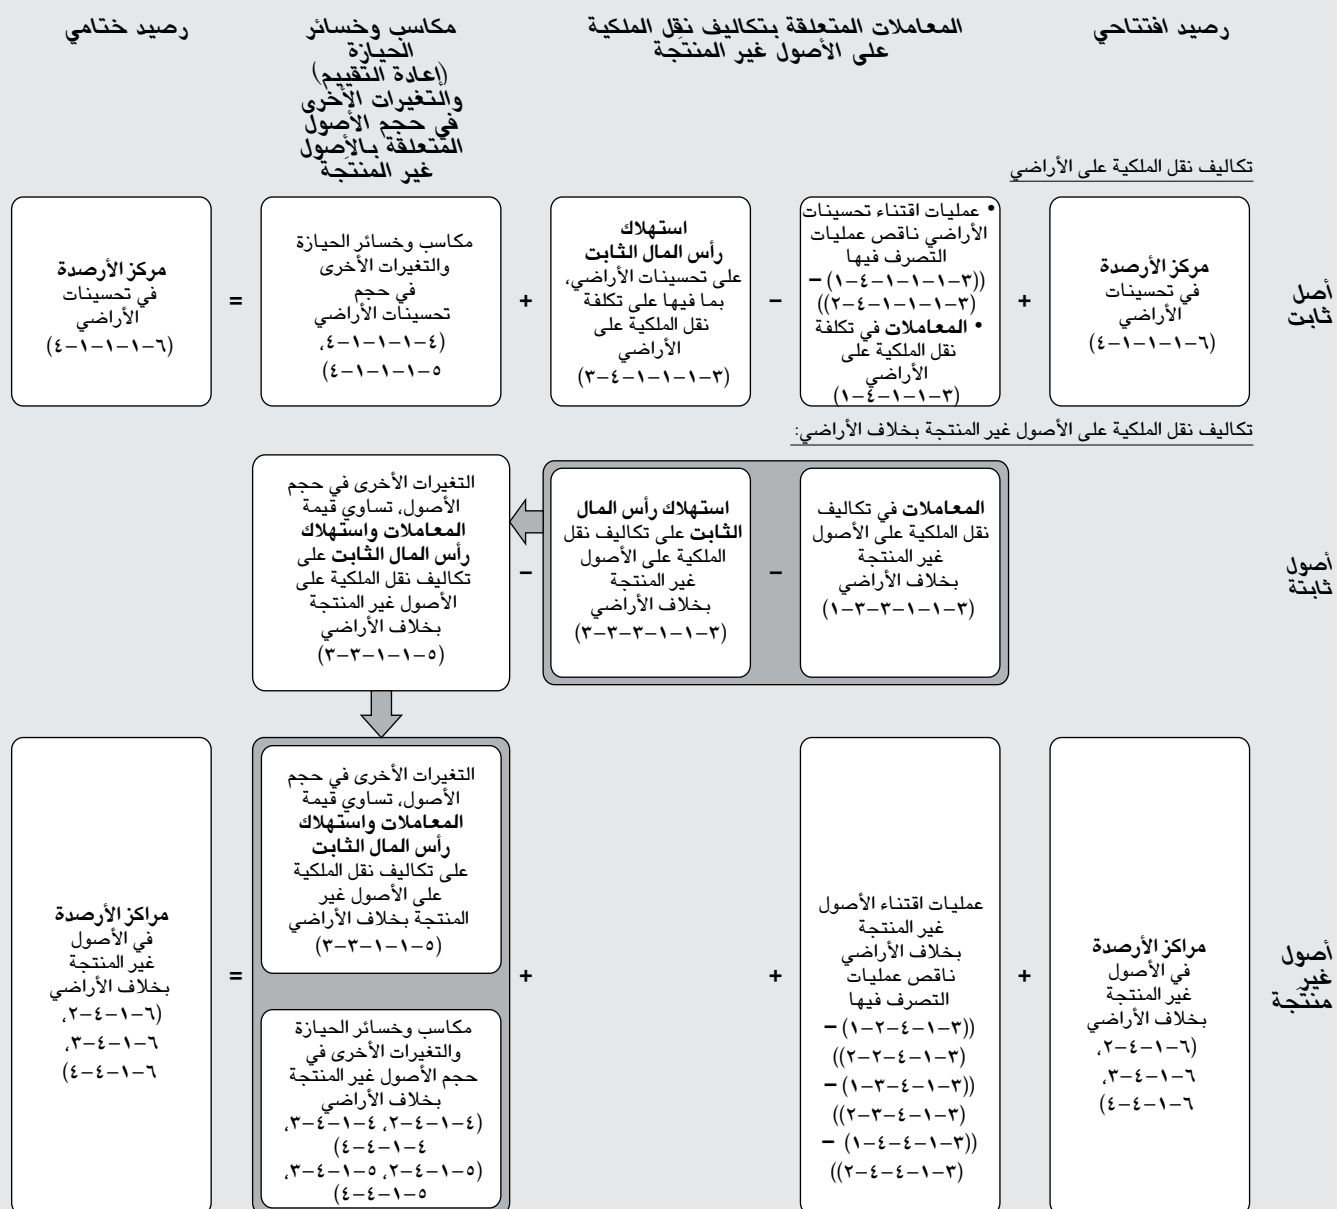 رصيد افتتاحي
المعاملات المتعلقة بتكاليف نقل الملكية
على الأصول غير المنتَجة
مكاسب وخسائر
الحيازة
(إعادة التقييم)
والتغيرات الأخرى
في حجم الأصول
المتعلقة بالأصول
غير المنتَجة
رصيد ختامي
تكاليف نقل الملكية على الأراضي
أصل
ثابت
مركز الأرصدة
في تحسينات
الأراضي
(٦–١–١–١–٤)
+
• عمليات اقتناء تحسينات
الأراضي ناقص عمليات
التصرف فيها
((٣–١–١–١–٤–١) –
(٣–١–١–١–٤–٢))
• المعاملات في تكلفة
نقل الملكية على
الأراضي
(٣–١–١–٤–١)
–
استهلاك
رأس المال الثابت
على تحسينات الأراضي،
بما فيها على تكلفة
نقل الملكية على
الأراضي
(٣–١–١–١–٤–٣)
+
مكاسب وخسائر الحيازة
والتغيرات الأخرى
في حجم
تحسينات الأراضي
(٤–١–١–١–٤،
٥–١–١–١–٤)
=
مركز الأرصدة
في تحسينات
الأراضي
(٦–١–١–١–٤)
تكاليف نقل الملكية على الأصول غير المنتجة بخلاف الأراضي:
أصول
ثابتة
المعاملات في تكاليف
نقل الملكية على الأصول
غير المنتجة
بخلاف الأراضي
(٣–١–١–٣–٣–١)
–
استهلاك رأس المال
الثابت على تكاليف نقل
الملكية على الأصول
غير المنتجة
بخلاف الأراضي
(٣–١–١–٣–٣–٣)
–
التغيرات الأخرى في حجم
الأصول، تساوي قيمة
المعاملات واستهلاك
رأس المال الثابت على
تكاليف نقل الملكية على
الأصول غير المنتجة
بخلاف الأراضي
(٥–١–١–٣–٣)
أصول
غير
منتَجة
مراكز الأرصدة
في الأصول
غير المنتجة
بخلاف الأراضي
(٦–١–٤–٢،
٦–١–٤–٣،
٦–١–٤–٤)
+
عمليات اقتناء الأصول
غير المنتجة
بخلاف الأراضي
ناقص عمليات
التصرف فيها
((٣–١–٤–٢–١) –
(٣–١–٤–٢–٢))
((٣–١–٤–٣–١) –
(٣–١–٤–٣–٢))
((٣–١–٤–٤–١) –
(٣–١–٤–٤–٢))
+
+
التغيرات الأخرى في حجم
الأصول، تساوي قيمة
المعاملات واستهلاك
رأس المال الثابت
على تكاليف نقل الملكية
على الأصول غير
المنتجة بخلاف الأراضي
(٥–١–١–٣–٣)
مكاسب وخسائر الحيازة
والتغيرات الأخرى في
حجم الأصول غير المنتجة
بخلاف الأراضي
(٤–١–٤–٢، ٤–١–٤–٣،
٤–١–٤–٤)
(٥–١–٤–٢، ٥–١–٤–٣،
٥–١–٤–٤)
=
مراكز الأرصدة
في الأصول
غير المنتجة
بخلاف الأراضي
(٦–١–٤–٢،
٦–١–٤–٣،
٦–١–٤–٤)